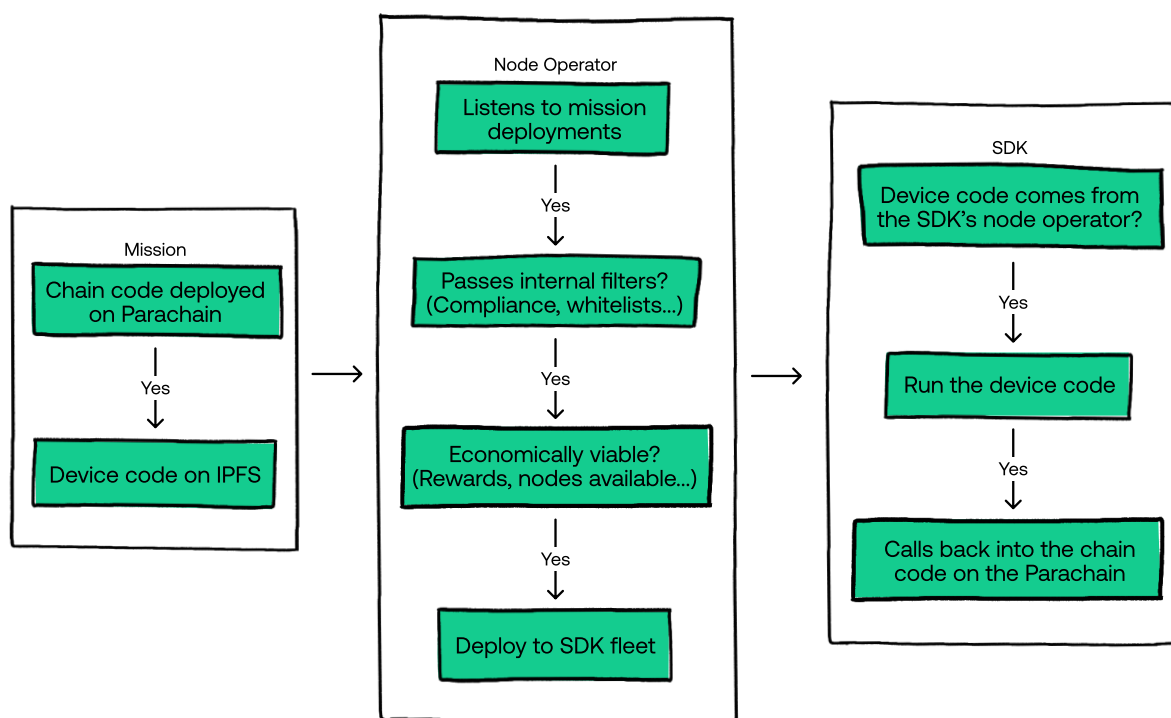 Mission
Chain code deployed
on Parachain
Yes
Device code on IPFS
Node Operator
Listens to mission
deployments
Yes
Passes internal filters?
(Compliance, whitelists...)
Yes
Economically viable?
(Rewards, nodes available...)
Yes
Deploy to SDK fleet
SDK
Device code comes from
the SDK's node operator?
Yes
Run the device code
Yes
Calls back into the chain
code on the Parachain